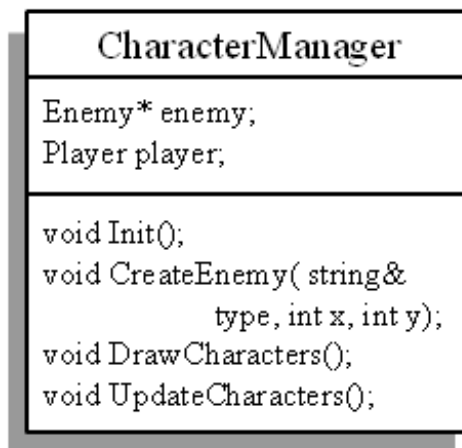 CharacterManager
Enemy* enemy;
Player player;
void Init();
void CreateEnemy( string&
type, int x, int y);
void DrawCharacters();
void UpdateCharacters();